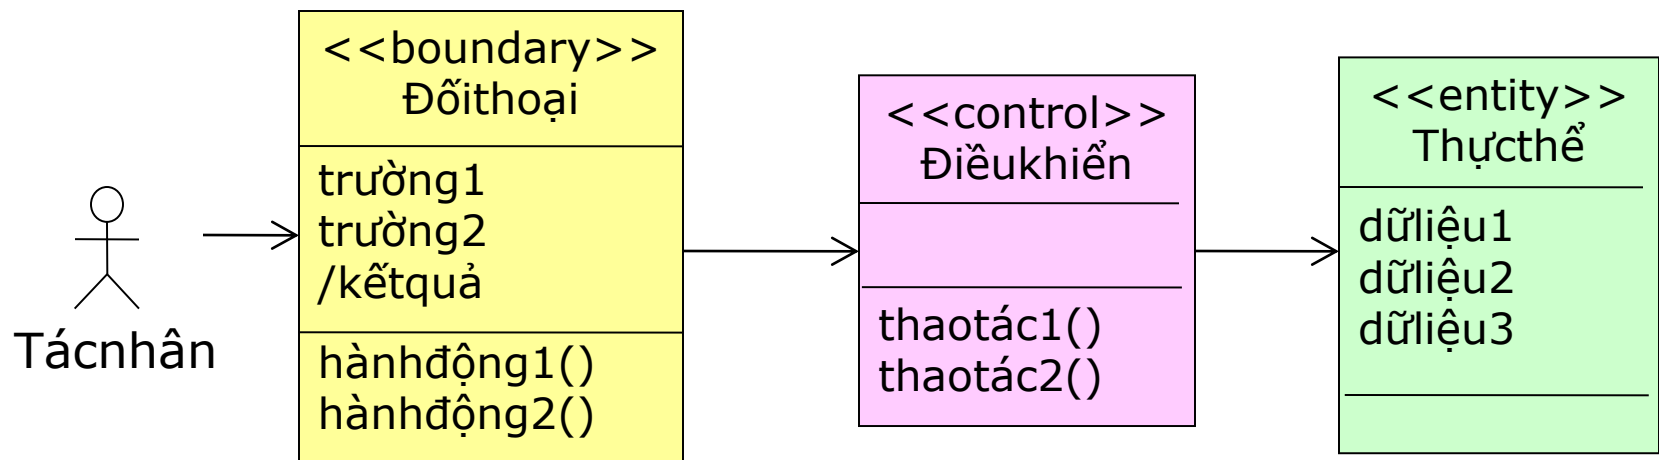 Tácnhân
<<boundary>>
Đốithoại
trường1
trường2
/kếtquả
hànhđộng1()
hànhđộng2()
<<control>>
Điềukhiển
thaotác1()
thaotác2()
<<entity>>
Thựcthể
dữliệu1
dữliệu2
dữliệu3